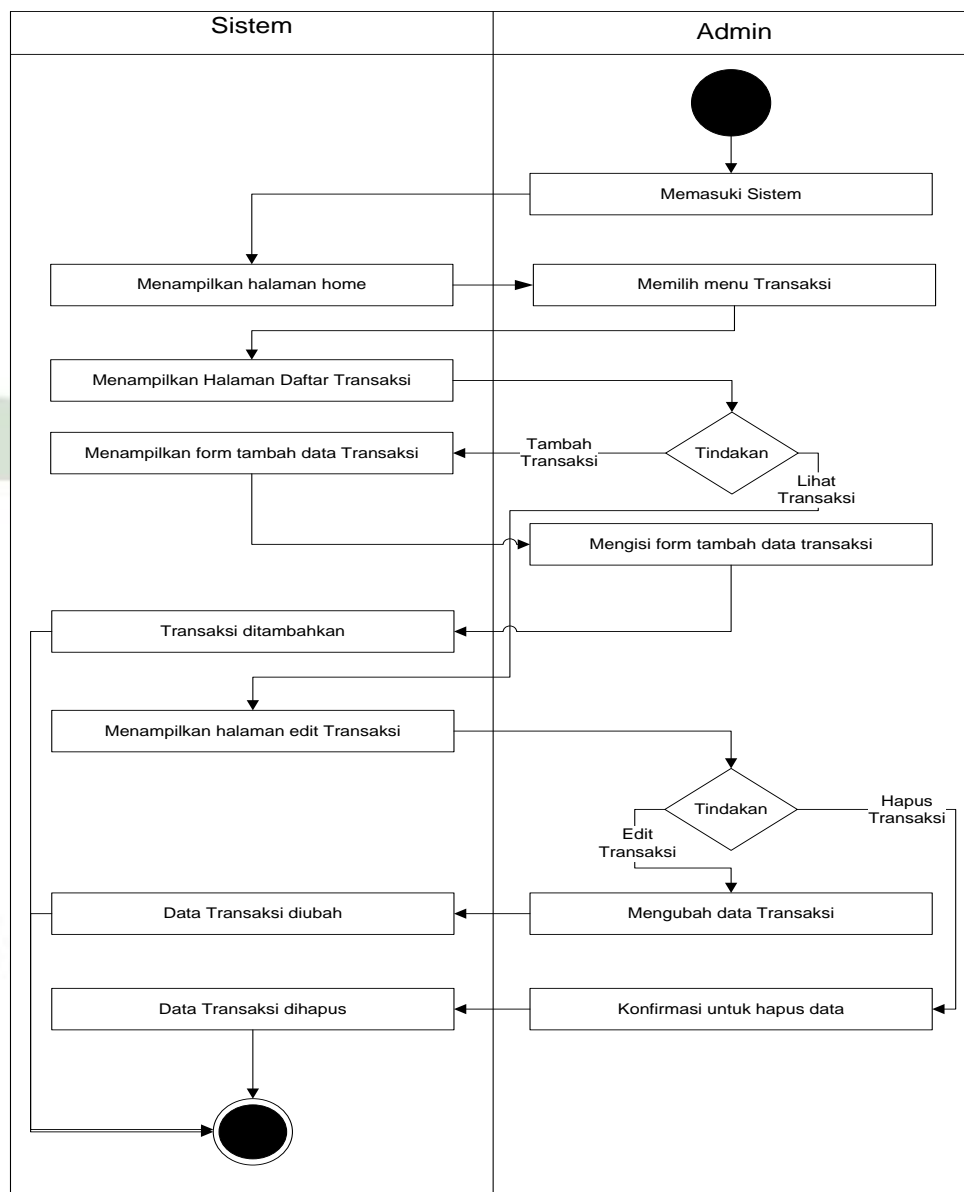 Sistem
Admin
Memasuki Sistem
Menampilkan halaman home
Memilih menu Transaksi
Menampilkan Halaman Daftar Transaksi
Menampilkan form tambah data Transaksi
Tambah
Transaksi
Tindakan
Lihat
Transaksi
Mengisi form tambah data transaksi
Transaksi ditambahkan
Menampilkan halaman edit Transaksi
Tindakan
Hapus
Transaksi
Edit
Transaksi
Data Transaksi diubah
Mengubah data Transaksi
Data Transaksi dihapus
Konfirmasi untuk hapus data